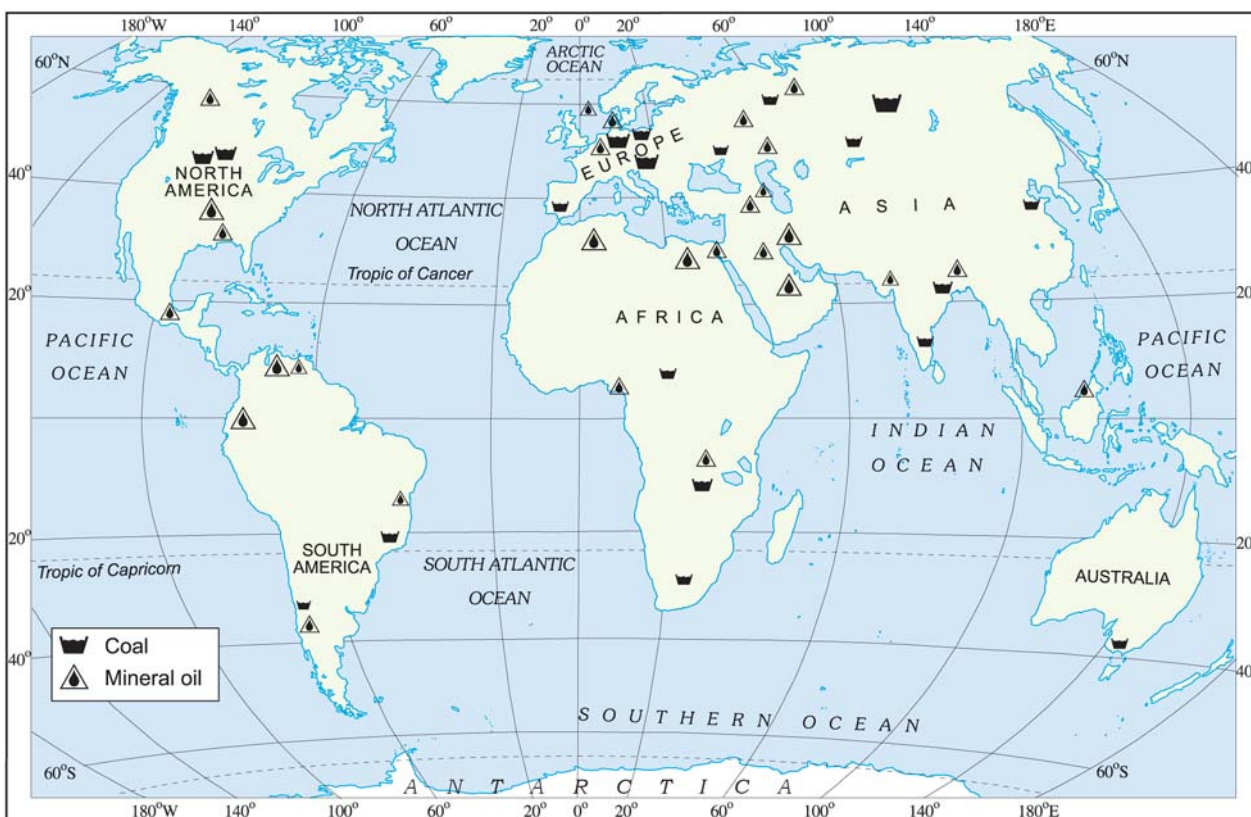 180°W 140° 100° 60° 20° 0° 20° 60° 100° 140° 180°E
60°N
ARCTIC
OCEAN
60°N
EUROPE
NORTH
AMERICA
40°
40°
ASIA
NORTH ATLANTIC
OCEAN
Tropic of Cancer
20°
20°
AFRICA
PACIFIC
OCEAN
PACIFIC
OCEAN
INDIAN
OCEAN
20°
20°
SOUTH
AMERICA
SOUTH ATLANTIC
OCEAN
Tropic of Capricorn
AUSTRALIA
Coal
Mineral oil
40°
40°
SOUTHERN OCEAN
60°S
60°S
ANTARCTICA
180°W 140° 100° 60° 20° 0° 20° 60° 100° 140° 180°E